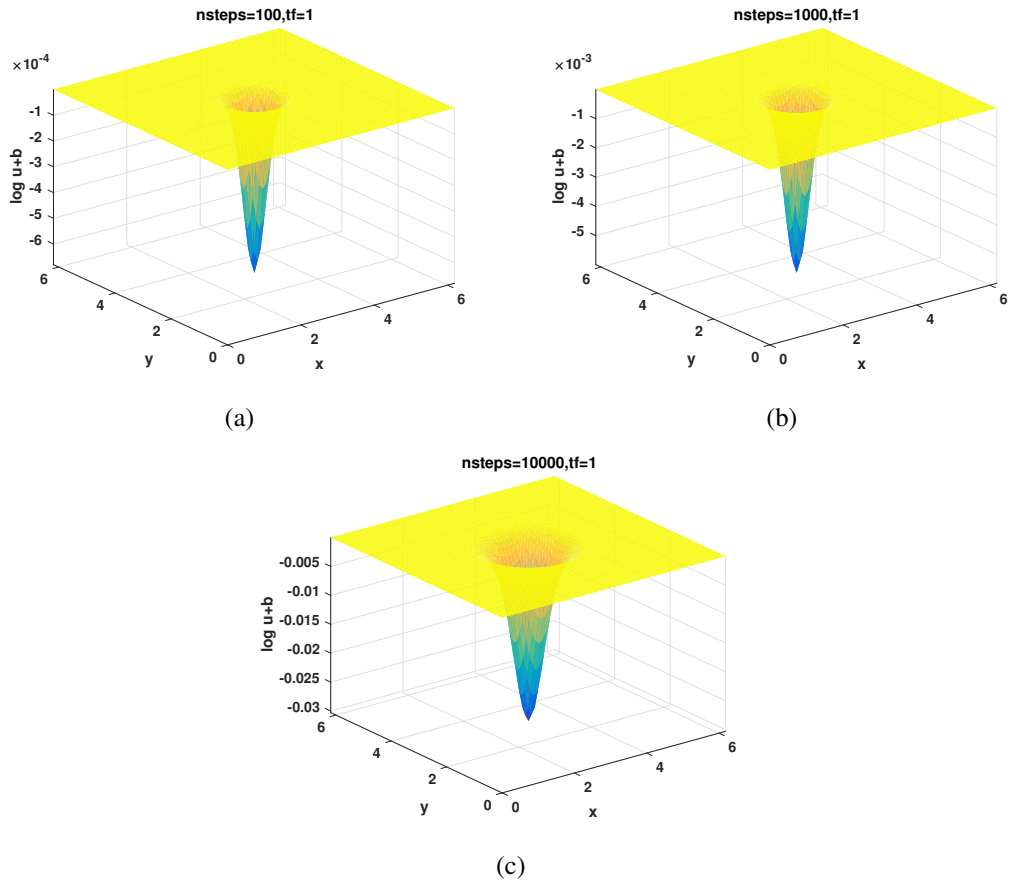 nsteps=100,tf=1
×10⁻⁴
-1
-2
-3
-4
-5
-6
log u+b
6
4
2
0
y
0
2
4
6
x
(a)
nsteps=1000,tf=1
×10⁻³
-1
-2
-3
-4
-5
log u+b
6
4
2
0
y
0
2
4
6
x
(b)
nsteps=10000,tf=1
-0.005
-0.01
-0.015
-0.02
-0.025
-0.03
log u+b
6
4
2
0
y
0
2
4
6
x
(c)